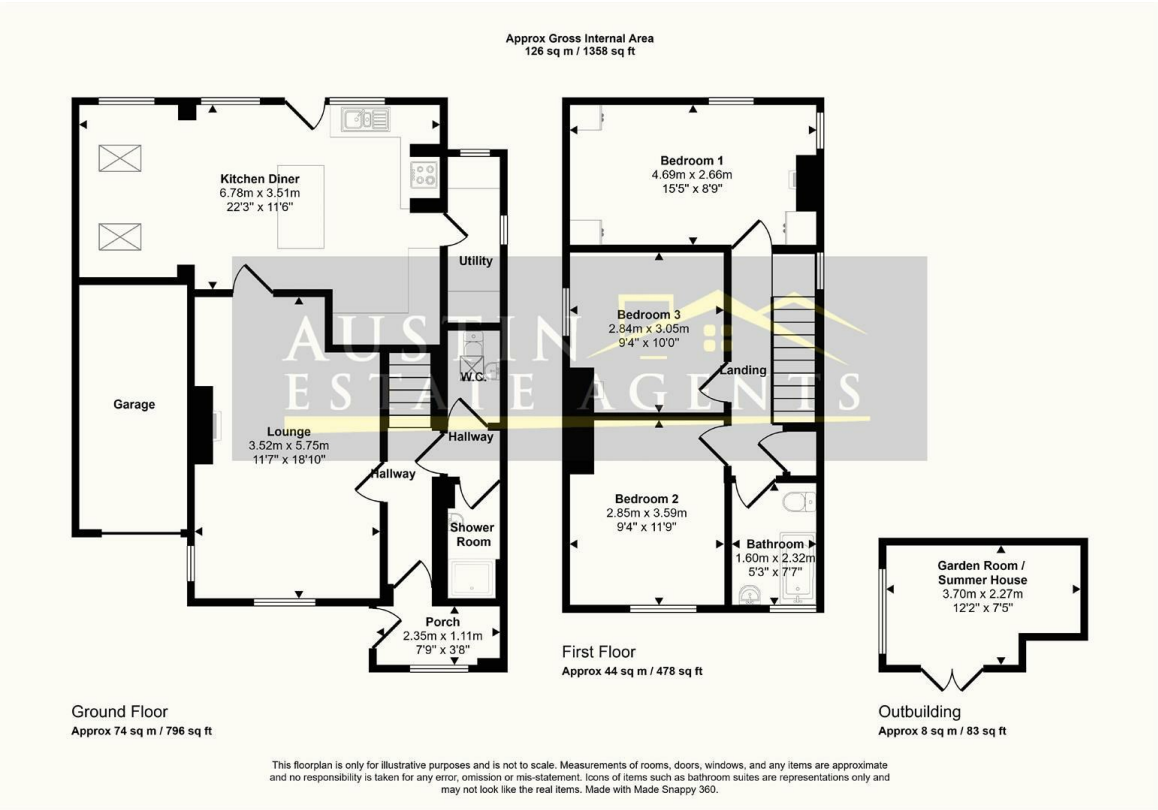 Approx Gross Internal Area
126 sq m / 1358 sq ft
Kitchen Diner
6.78m x 3.51m
22'3" x 11'6"
Utility
Garage
Lounge
3.52m x 5.75m
11'7" x 18'10"
W.C.
Hallway
Hallway
Shower
Room
Porch
2.35m x 1.11m
7'9" x 3'8"
Ground Floor
Approx 74 sq m / 796 sq ft
Bedroom 1
4.69m x 2.66m
15'5" x 8'9"
Bedroom 3
2.84m x 3.05m
9'4" x 10'0"
Landing
Bedroom 2
2.85m x 3.59m
9'4" x 11'9"
Bathroom
1.60m x 2.32m
5'3" x 7'7"
First Floor
Approx 44 sq m / 478 sq ft
Garden Room /
Summer House
3.70m x 2.27m
12'2" x 7'5"
Outbuilding
Approx 8 sq m / 83 sq ft
AUSTIN
ESTATE AGENTS
This floorplan is only for illustrative purposes and is not to scale. Measurements of rooms, doors, windows, and any items are approximate
and no responsibility is taken for any error, omission or mis-statement. Icons of items such as bathroom suites are representations only and
may not look like the real items. Made with Made Snappy 360.